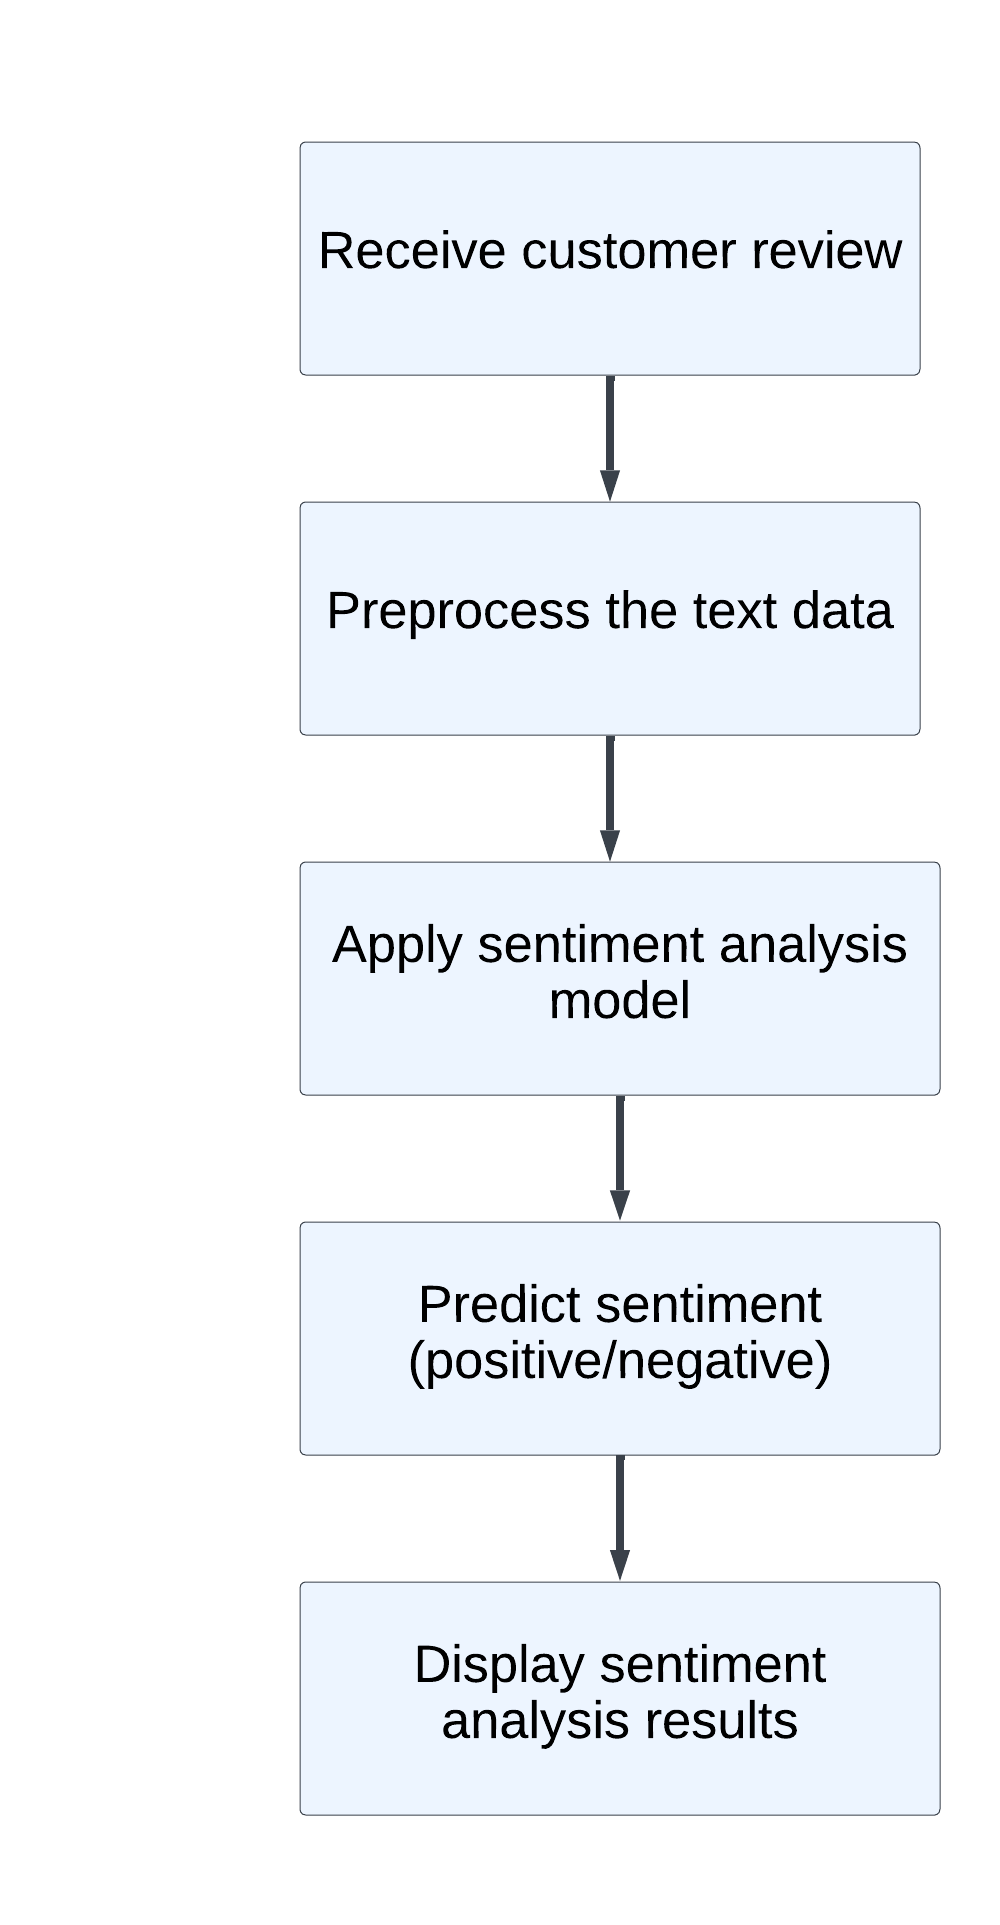 Receive customer review
Preprocess the text data
Apply sentiment analysis
model
Predict sentiment
(positive/negative)
Display sentiment
analysis results